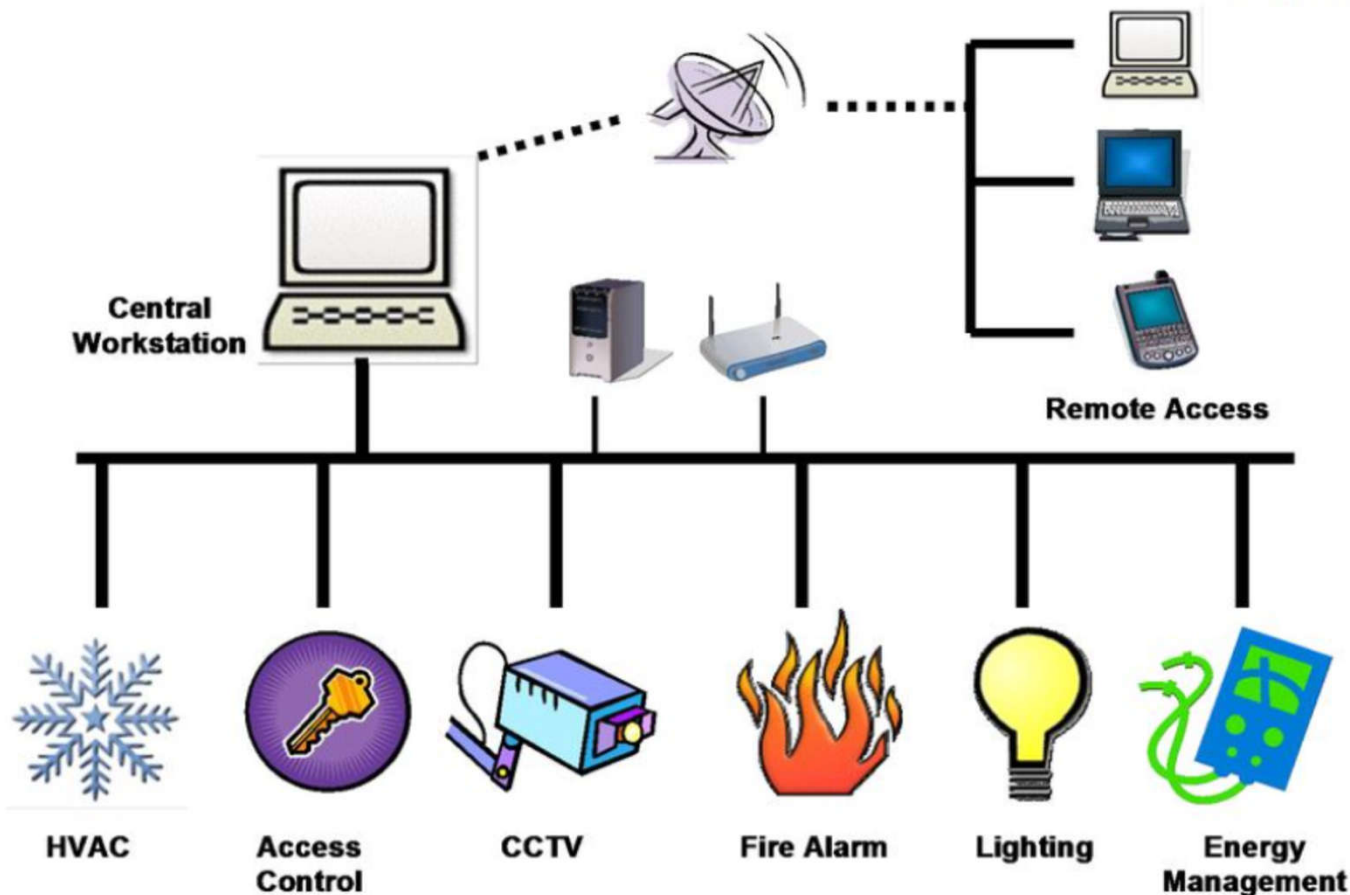 Central
Workstation
Remote Access
HVAC
Access
Control
CCTV
Fire Alarm
Lighting
Energy
Management